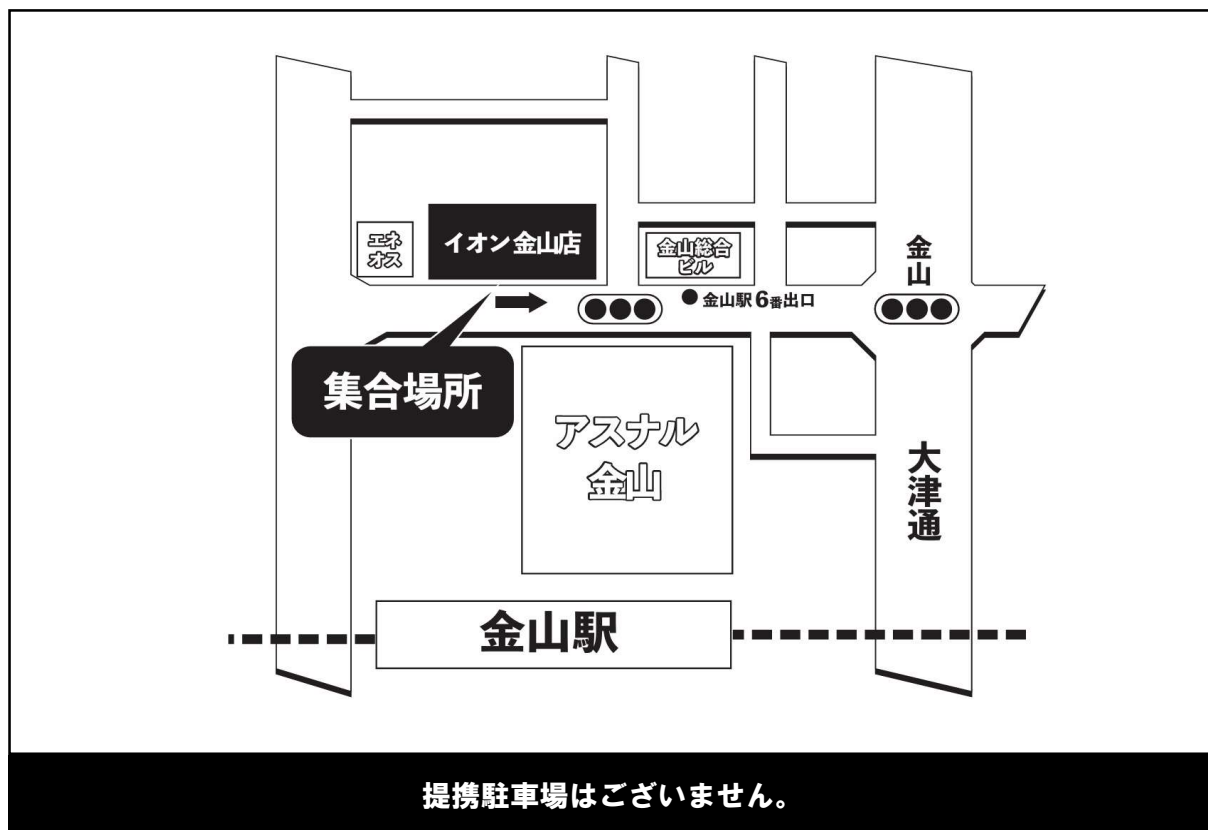 エネ
オス
イオン金山店
金山総合
ビル
金山
金山駅6番出口
集合場所
アスナル
金山
大津通
金山駅
提携駐車場はございません。